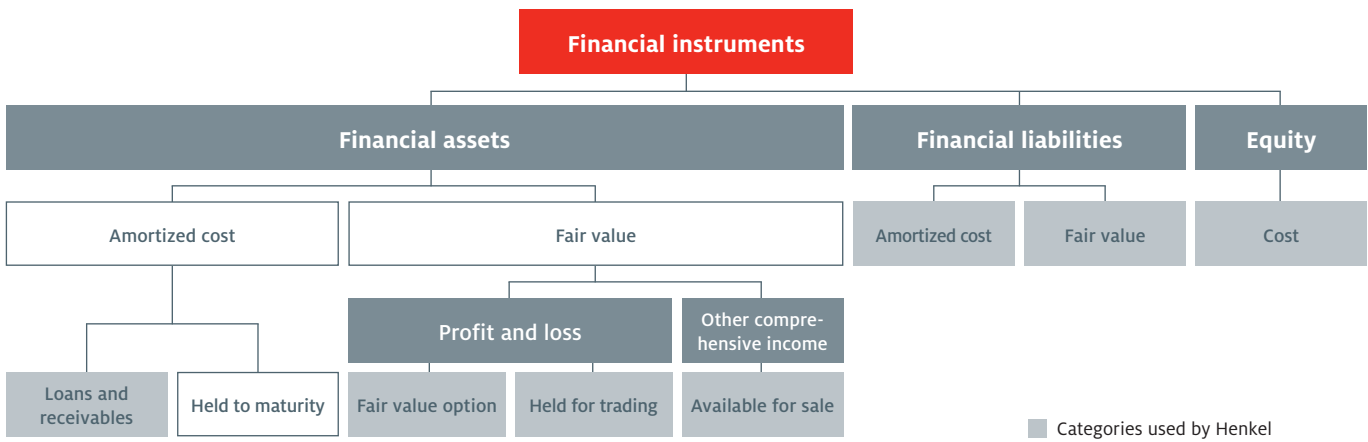 Financial instruments
Financial assets
Financial liabilities
Equity
Amortized cost
Fair value
Amortized cost
Fair value
Cost
Profit and loss
Other compre-
hensive income
Loans and
receivables
Held to maturity
Fair value option
Held for trading
Available for sale
Categories used by Henkel